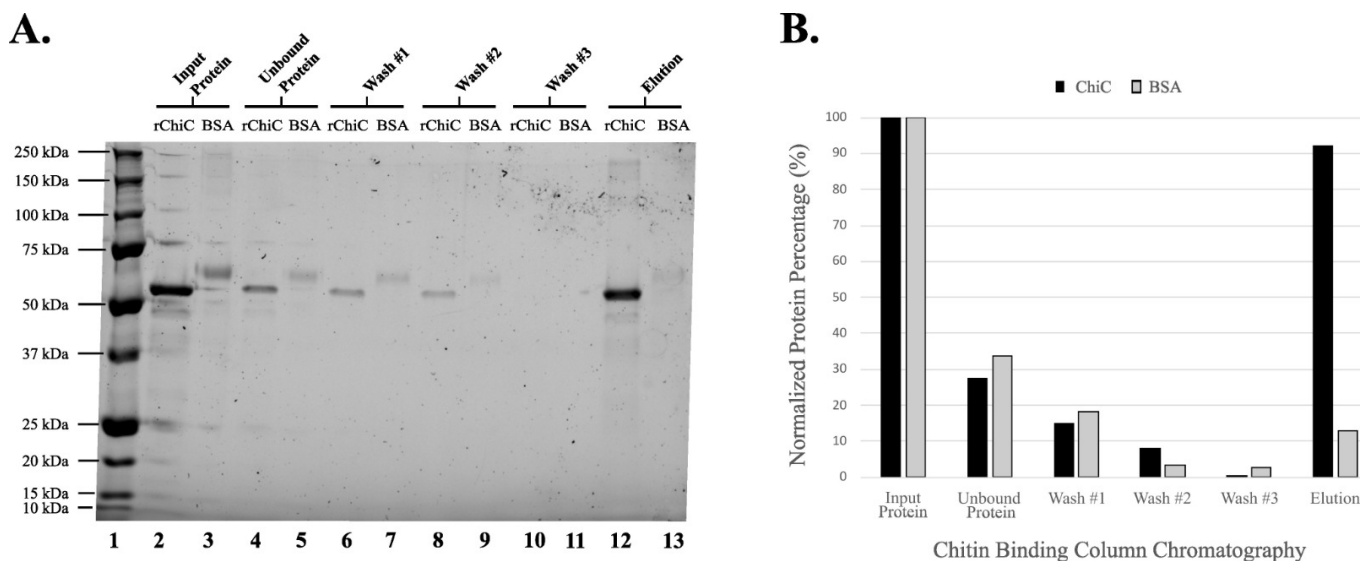 A.
Input
Protein
Unbound
Protein
Wash #1
Wash #2
Wash #3
Elution
rChiC BSA rChiC BSA rChiC BSA rChiC BSA rChiC BSA rChiC BSA
250 kDa
150 kDa
100 kDa
75 kDa
50 kDa
37 kDa
25 kDa
20 kDa
15 kDa
10 kDa
1 2 3 4 5 6 7 8 9 10 11 12 13
B.
ChiC BSA
Normalized Protein Percentage (%)
100
90
80
70
60
50
40
30
20
10
0
Input
Protein
Unbound
Protein
Wash #1
Wash #2
Wash #3
Elution
Chitin Binding Column Chromatography